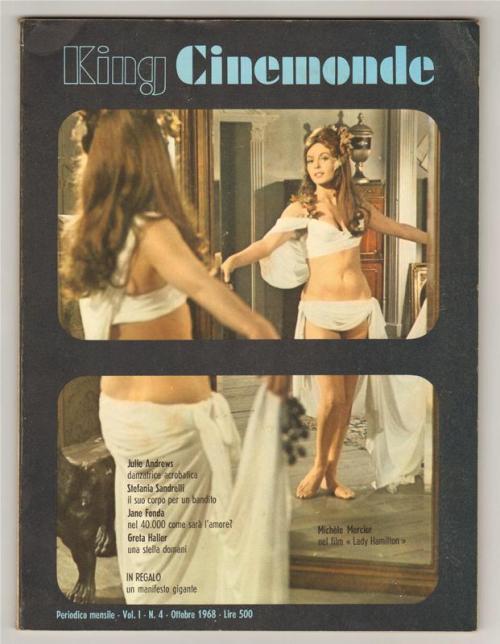 King Cinemonde
Julie Andrews
danzatrice acrobatica
Stefania Sandrelli
il suo corpo per un bandito
Jane Fonda
nel 40.000 come sarà l'amore?
Greta Haller
una stella domani
IN REGALO
un manifesto gigante
Michèle Mercier
nel film « Lady Hamilton »
Periodico mensile - Vol. I - N. 4 - Ottobre 1968 - Lire 500